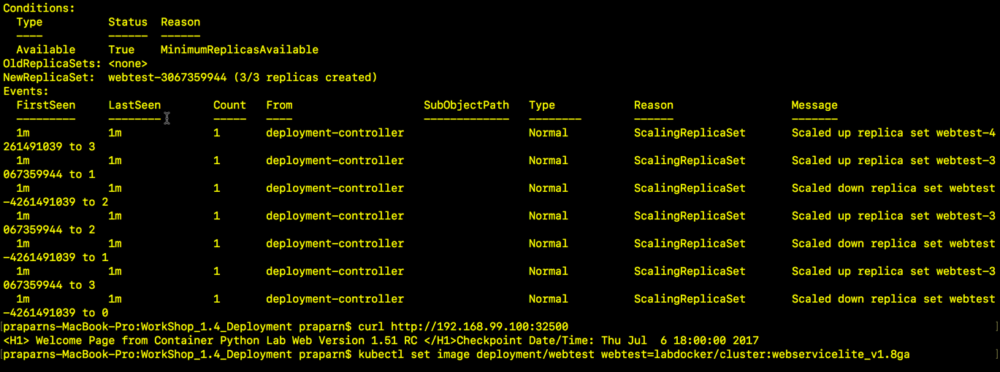 Conditions:
  Type           Status  Reason
  ----           ------  ------
  Available      True    MinimumReplicasAvailable
OldReplicaSets: <none>
NewReplicaSet:  webtest-3067359944 (3/3 replicas created)
Events:
  FirstSeen     LastSeen        Count   From                    SubObjectPath   Type            Reason            Message
  ---------     --------        -----   ----                    -------------   --------        ------            -------
  1m            1m              1       deployment-controller                   Normal          ScalingReplicaSet       Scaled up replica set webtest-4
261491039 to 3
  1m            1m              1       deployment-controller                   Normal          ScalingReplicaSet       Scaled up replica set webtest-3
067359944 to 1
  1m            1m              1       deployment-controller                   Normal          ScalingReplicaSet       Scaled down replica set webtest
-4261491039 to 2
  1m            1m              1       deployment-controller                   Normal          ScalingReplicaSet       Scaled up replica set webtest-3
067359944 to 2
  1m            1m              1       deployment-controller                   Normal          ScalingReplicaSet       Scaled down replica set webtest
-4261491039 to 1
  1m            1m              1       deployment-controller                   Normal          ScalingReplicaSet       Scaled up replica set webtest-3
067359944 to 3
  1m            1m              1       deployment-controller                   Normal          ScalingReplicaSet       Scaled down replica set webtest
-4261491039 to 0
[praparns-MacBook-Pro:WorkShop_1.4_Deployment praparn$ curl http://192.168.99.100:32500 ]
<H1> Welcome Page from Container Python Lab Web Version 1.51 RC </H1>Checkpoint Date/Time: Thu Jul  6 18:00:00 2017
[praparns-MacBook-Pro:WorkShop_1.4_Deployment praparn$ kubectl set image deployment/webtest webtest=labdocker/cluster:webservicelite_v1.8ga ]